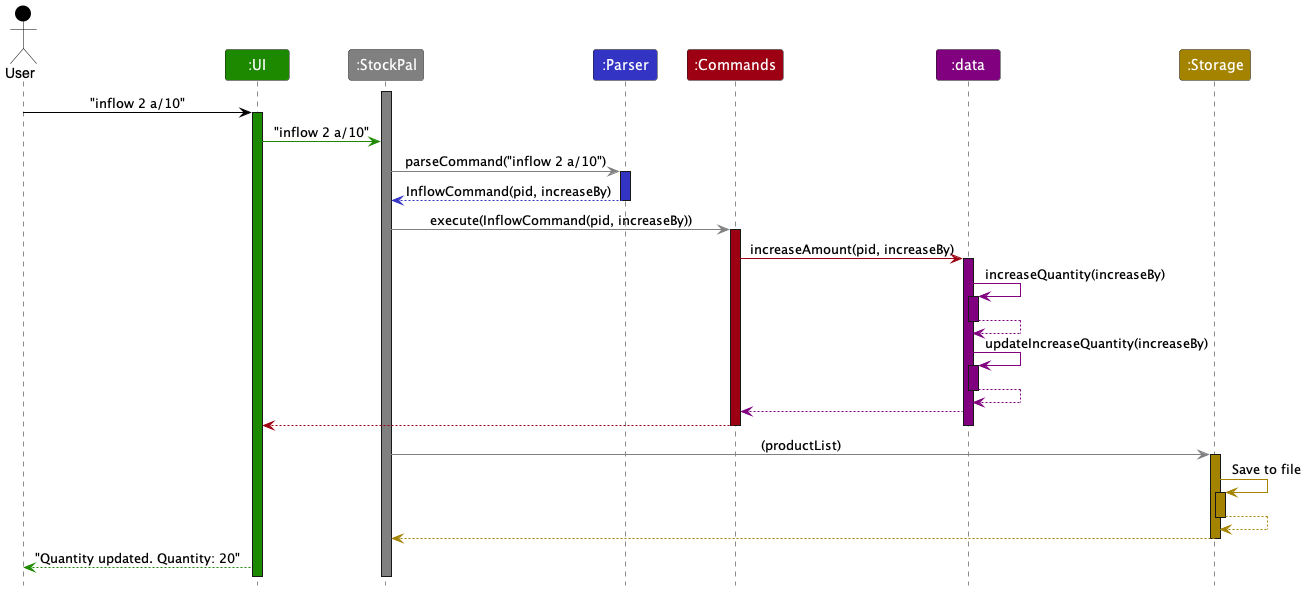 User
:UI
:StockPal
:Parser
:Commands
:data
:Storage
"inflow 2 a/10"
"inflow 2 a/10"
parseCommand("inflow 2 a/10")
InflowCommand(pid, increaseBy)
execute(InflowCommand(pid, increaseBy))
increaseAmount(pid, increaseBy)
increaseQuantity(increaseBy)
updateIncreaseQuantity(increaseBy)
(productList)
Save to file
"Quantity updated. Quantity: 20"